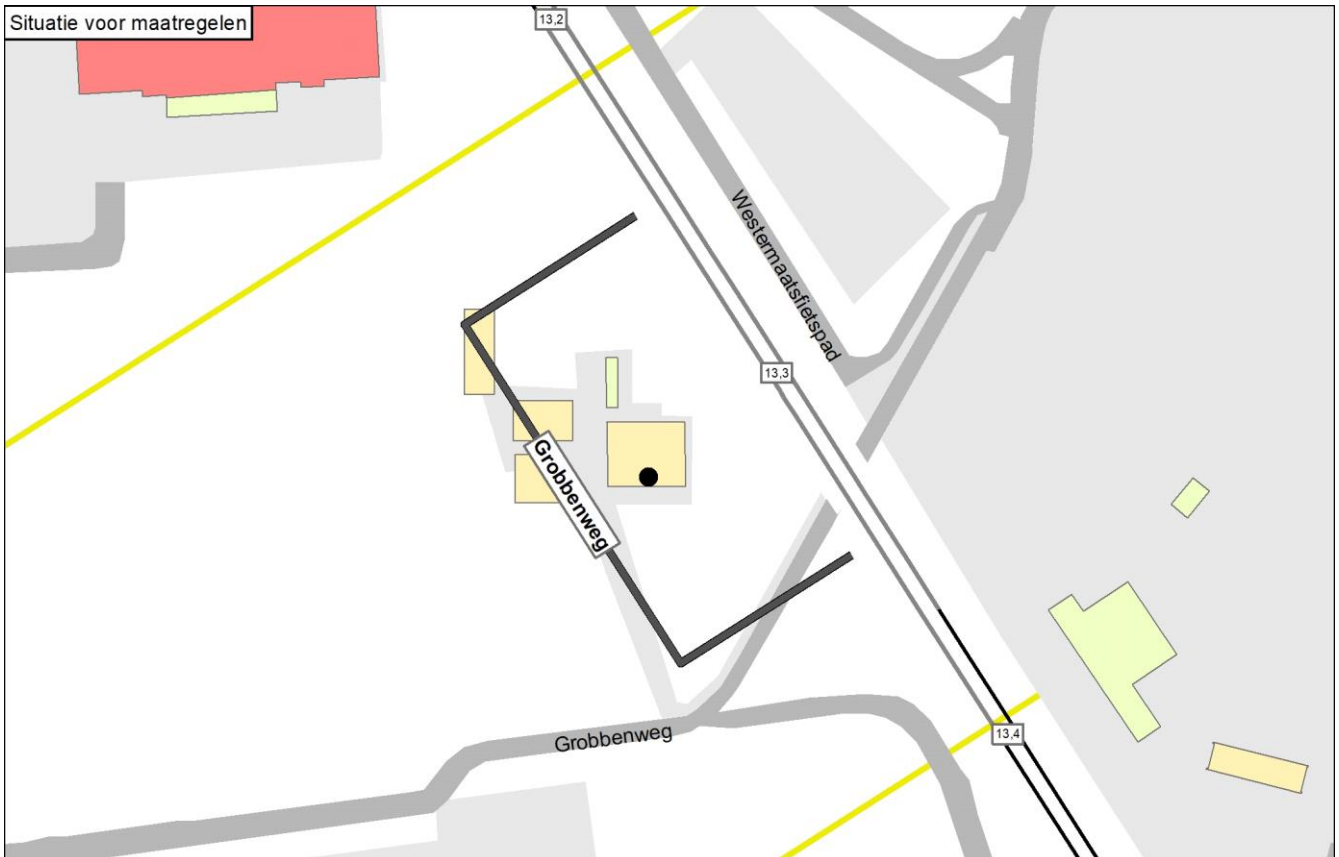 Situatie voor maatregelen
13,2
Westermaatsfietspad
13,3
Grobbenweg
Grobbenweg
13,4